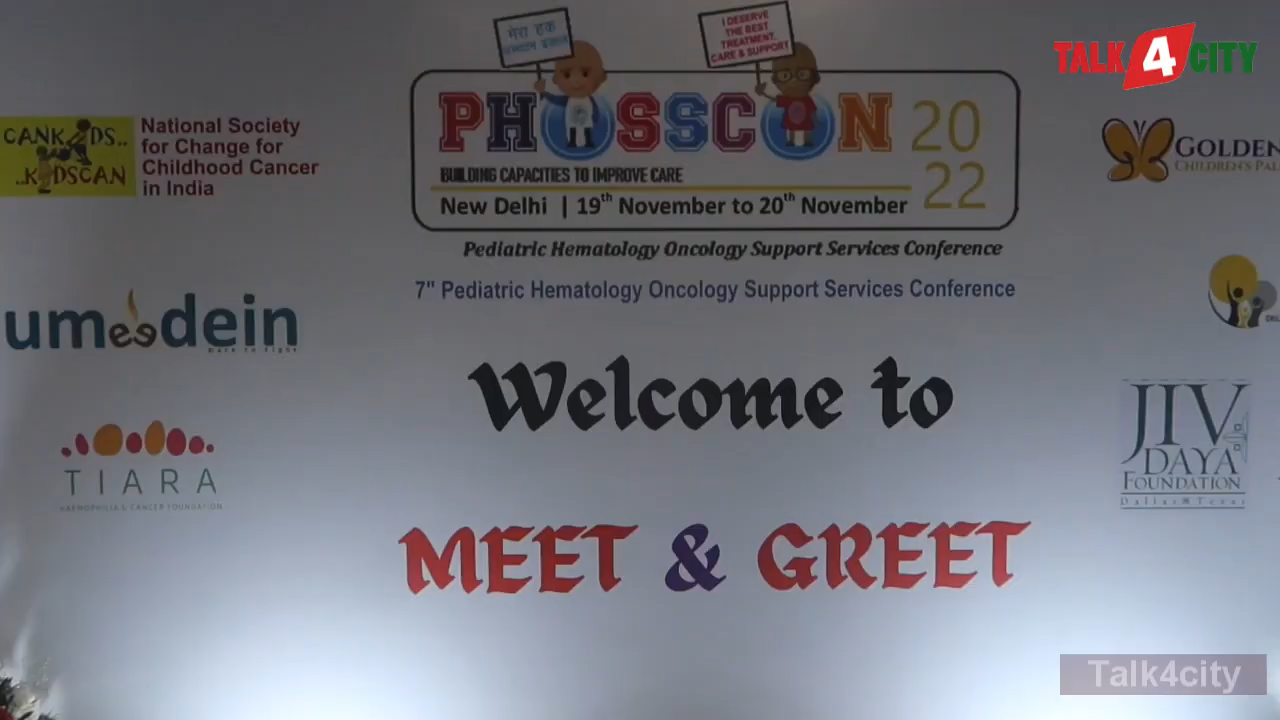 मेरा हक
I DESERVE
THE BEST
TREATMENT,
CARE & SUPPORT
TALK4CITY
PHOSSCON 2022
BUILDING CAPACITIES TO IMPROVE CARE
New Delhi | 19th November to 20th November
Pediatric Hematology Oncology Support Services Conference
7" Pediatric Hematology Oncology Support Services Conference
CANKIDS..
..KIDSCAN
National Society
for Change for
Childhood Cancer
in India
GOLDEN
CHILDREN'S
umeedein
TIARA
HAEMOPHILIA & CANCER FOUNDATION
JIV
DAYA
FOUNDATION
Dallas Texas
Welcome to
MEET & GREET
Talk4city